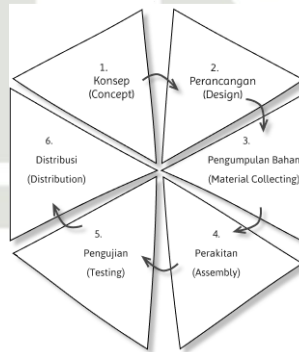 1.
Konsep
(Concept)
2.
Perancangan
(Design)
3.
Pengumpulan Bahan
(Material Collecting)
4.
Perakitan
(Assembly)
5.
Pengujian
(Testing)
6.
Distribusi
(Distribution)